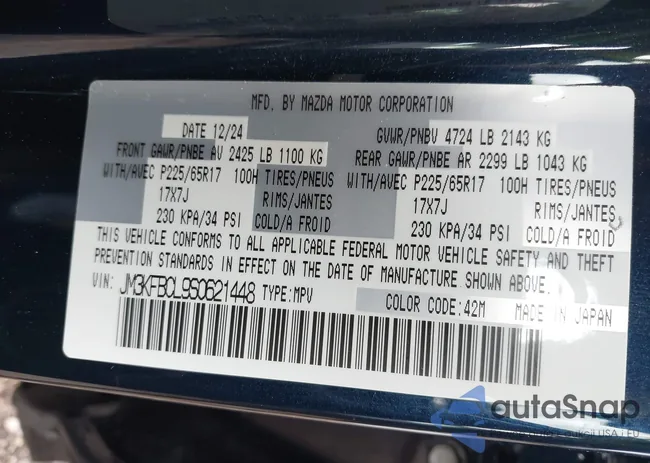 MFD. BY MAZDA MOTOR CORPORATION
DATE 12/24 GVWR/PNBV 4724 LB 2143 KG
FRONT GAWR/PNBE AV 2425 LB 1100 KG REAR GAWR/PNBE AR 2299 LB 1043 KG
WITH/AVEC P225/65R17 100H TIRES/PNEUS WITH/AVEC P225/65R17 100H TIRES/PNEUS
17X7J RIMS/JANTES 17X7J RIMS/JANTES
230 KPA/34 PSI COLD/A FROID 230 KPA/34 PSI COLD/A FROID
THIS VEHICLE CONFORMS TO ALL APPLICABLE FEDERAL MOTOR VEHICLE SAFETY AND THEFT
PREVENTION STANDARDS IN EFFECT ON THE DATE OF MANUFACTURE SHOWN ABOVE.
VIN: JM3KFBCL9S0621448 TYPE:MPV
COLOR CODE:42M MADE IN JAPAN
autaSnap